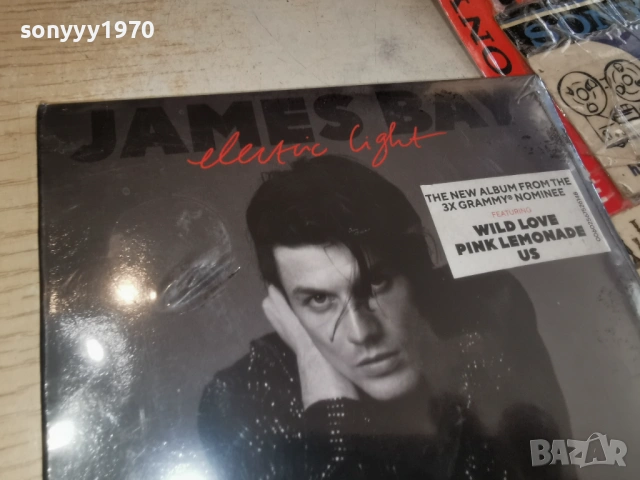 sonyyy1970
JAMES BAY
electric light
THE NEW ALBUM FROM THE
3X GRAMMY® NOMINEE
FEATURING
WILD LOVE
PINK LEMONADE
US
BAZAR